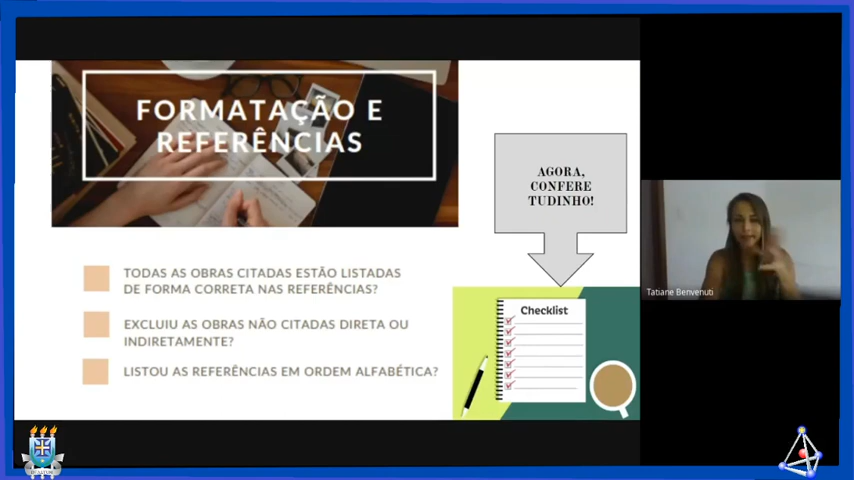 FORMATAÇÃO E
REFERÊNCIAS
AGORA,
CONFERE
TUDINHO!
TODAS AS OBRAS CITADAS ESTÃO LISTADAS
DE FORMA CORRETA NAS REFERÊNCIAS?
EXCLUIU AS OBRAS NÃO CITADAS DIRETA OU
INDIRETAMENTE?
LISTOU AS REFERÊNCIAS EM ORDEM ALFABÉTICA?
Checklist
Tatiane Benvenuti